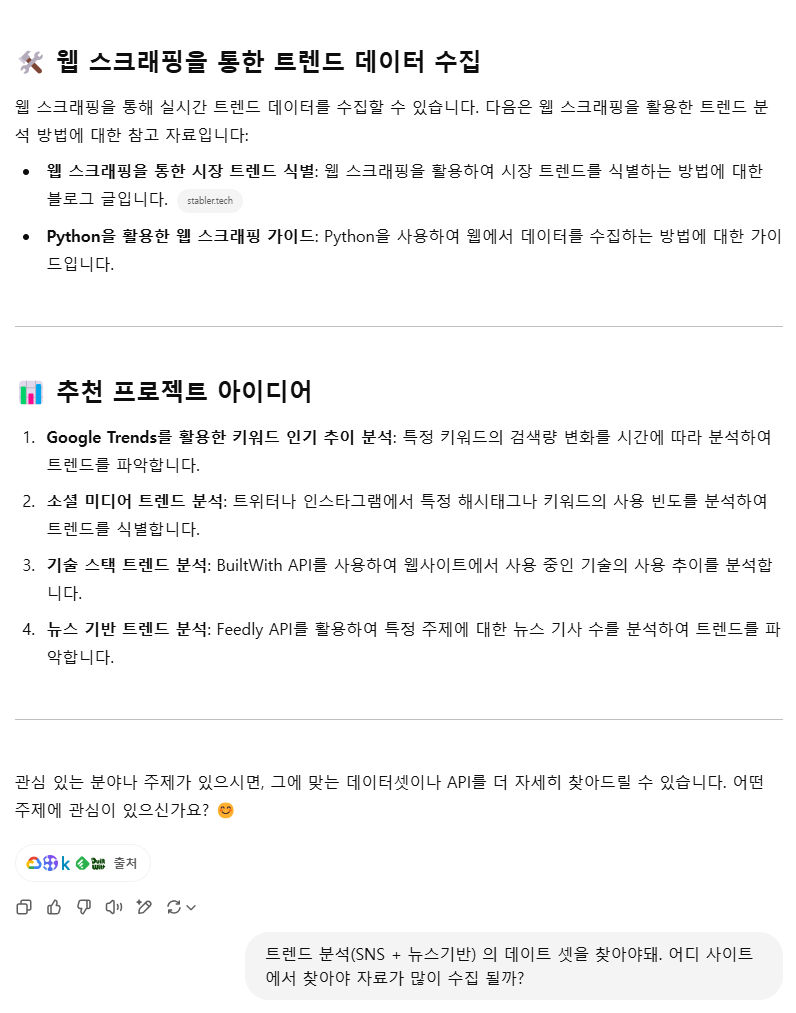 🛠️ 웹 스크래핑을 통한 트렌드 데이터 수집
웹 스크래핑을 통해 실시간 트렌드 데이터를 수집할 수 있습니다. 다음은 웹 스크래핑을 활용한 트렌드 분
석 방법에 대한 참고 자료입니다:
• 웹 스크래핑을 통한 시장 트렌드 식별: 웹 스크래핑을 활용하여 시장 트렌드를 식별하는 방법에 대한
블로그 글입니다. stabler.tech
• Python을 활용한 웹 스크래핑 가이드: Python을 사용하여 웹에서 데이터를 수집하는 방법에 대한 가이
드입니다.
📊 추천 프로젝트 아이디어
1. Google Trends를 활용한 키워드 인기 추이 분석: 특정 키워드의 검색량 변화를 시간에 따라 분석하여
트렌드를 파악합니다.
2. 소셜 미디어 트렌드 분석: 트위터나 인스타그램에서 특정 해시태그나 키워드의 사용 빈도를 분석하여
트렌드를 식별합니다.
3. 기술 스택 트렌드 분석: BuiltWith API를 사용하여 웹사이트에서 사용 중인 기술의 사용 추이를 분석합
니다.
4. 뉴스 기반 트렌드 분석: Feedly API를 활용하여 특정 주제에 대한 뉴스 기사 수를 분석하여 트렌드를 파
악합니다.
관심 있는 분야나 주제가 있으시면, 그에 맞는 데이터셋이나 API를 더 자세히 찾아드릴 수 있습니다. 어떤
주제에 관심이 있으신가요? 😊
k Built With 출처
트렌드 분석(SNS + 뉴스기반) 의 데이트 셋을 찾아야돼. 어디 사이트
에서 찾아야 자료가 많이 수집 될까?